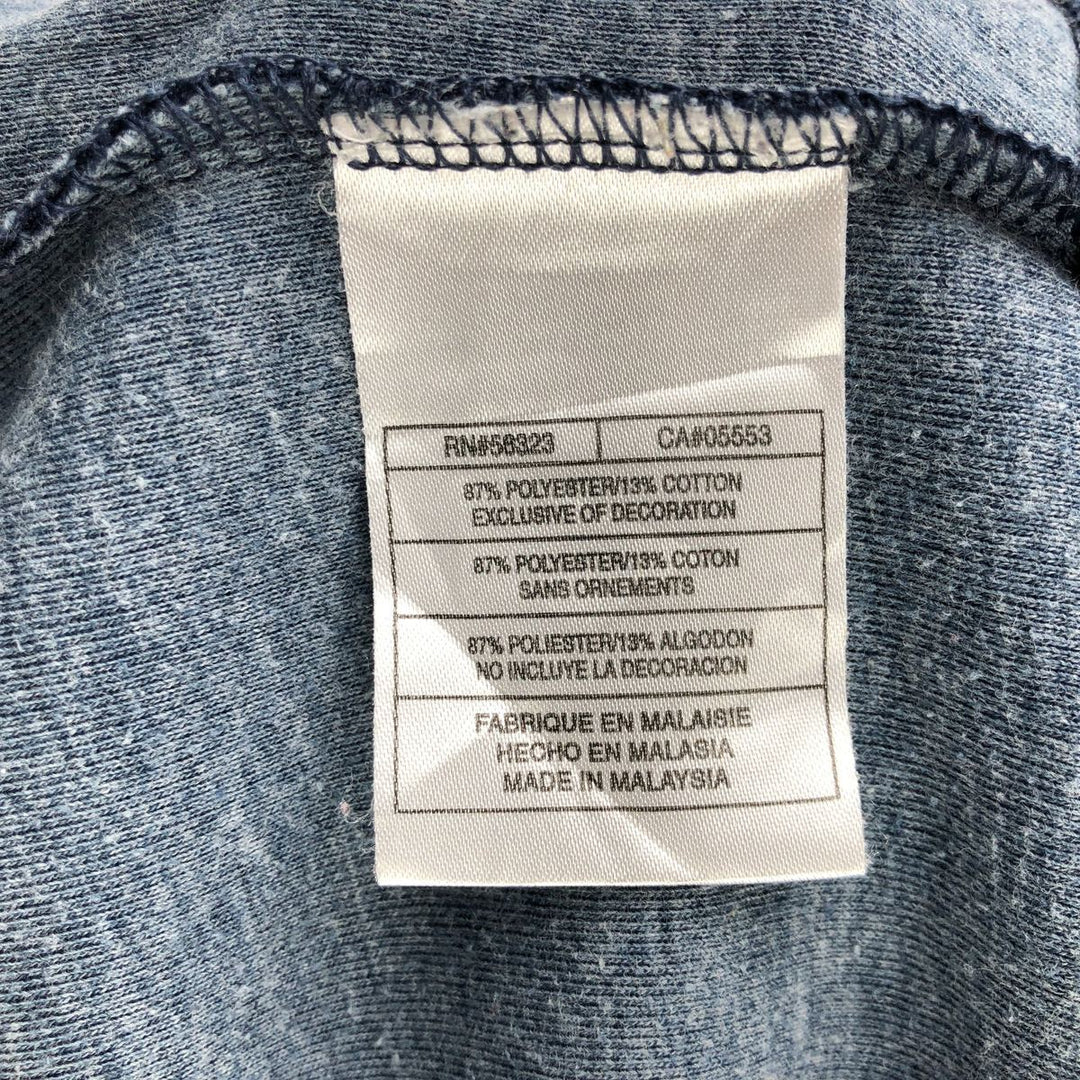 RN#56323 CA#05553
87% POLYESTER/13% COTTON
EXCLUSIVE OF DECORATION
87% POLYESTER/13% COTON
SANS ORNEMENTS
87% POLIESTER/13% ALGODON
NO INCLUYE LA DECORACION
FABRIQUE EN MALAISIE
HECHO EN MALASIA
MADE IN MALAYSIA